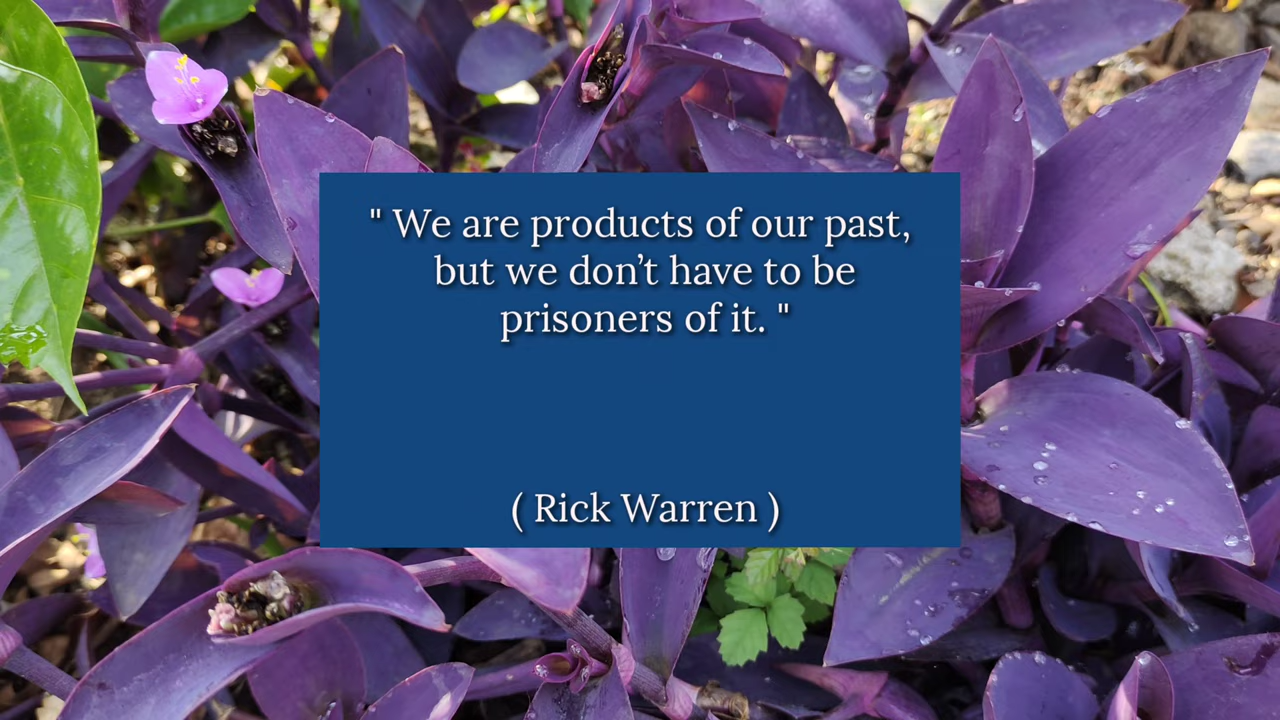 " We are products of our past,
but we don’t have to be
prisoners of it. "
( Rick Warren )